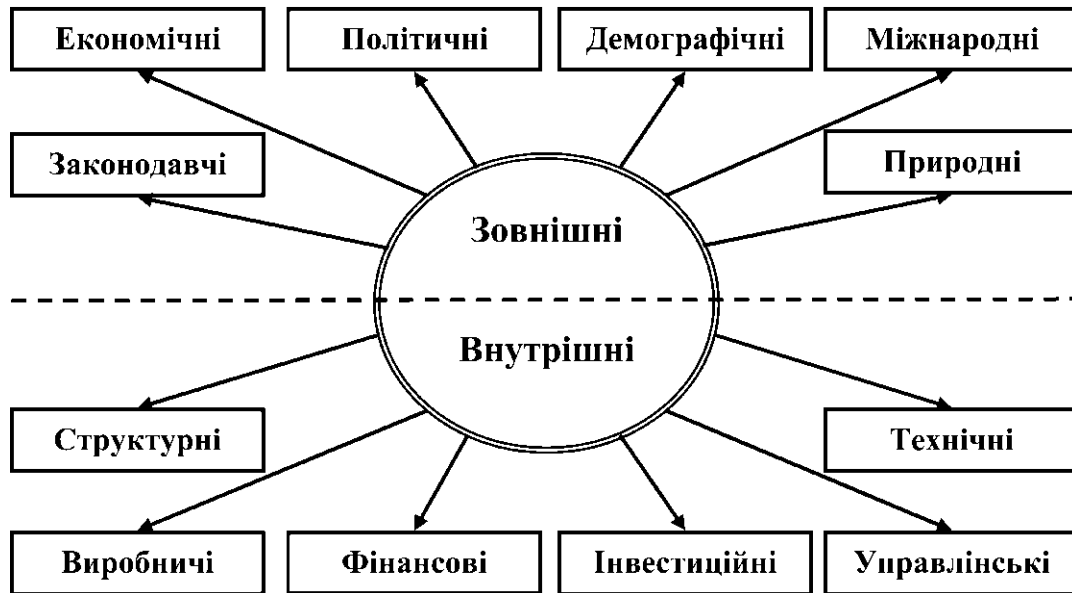 Економічні
Політичні
Демографічні
Міжнародні
Законодавчі
Природні
Зовнішні
Внутрішні
Структурні
Технічні
Виробничі
Фінансові
Інвестиційні
Управлінські